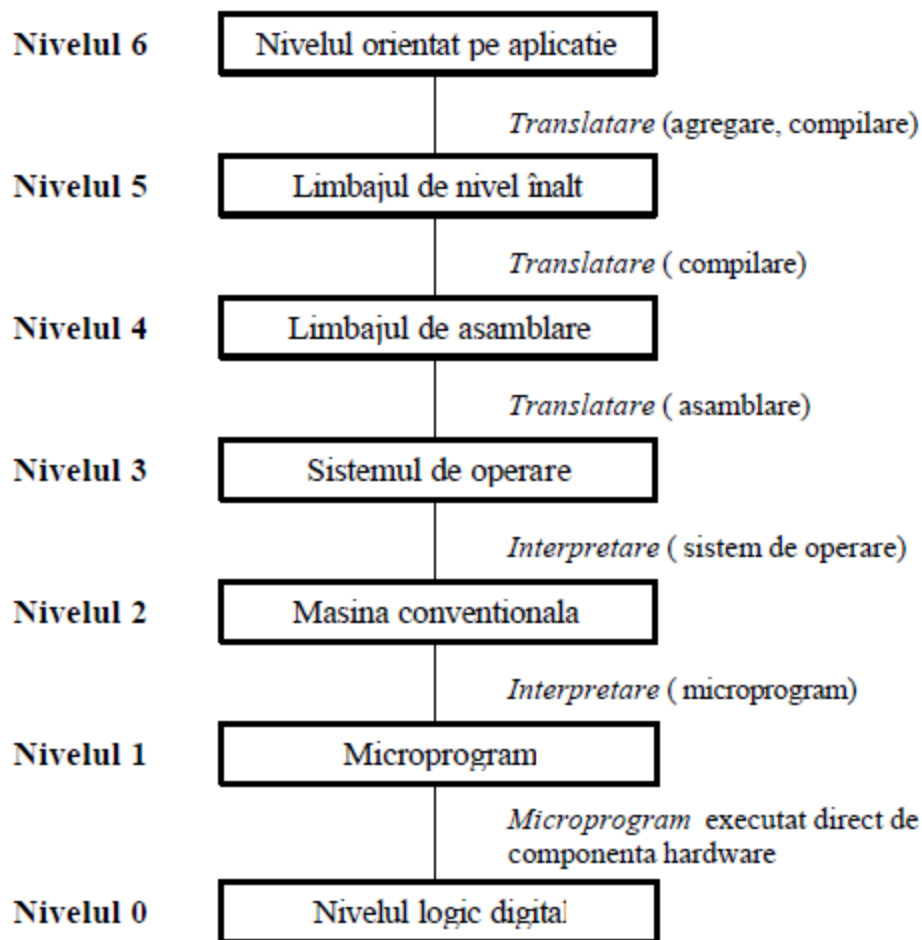 Nivelul 6 Nivelul orientat pe aplicatie
Translatare (agregare, compilare)
Nivelul 5 Limbajul de nivel înalt
Translatare ( compilare)
Nivelul 4 Limbajul de asamblare
Translatare ( asamblare)
Nivelul 3 Sistemul de operare
Interpretare ( sistem de operare)
Nivelul 2 Masina conventionala
Interpretare ( microprogram)
Nivelul 1 Microprogram
Microprogram executat direct de
componenta hardware
Nivelul 0 Nivelul logic digital